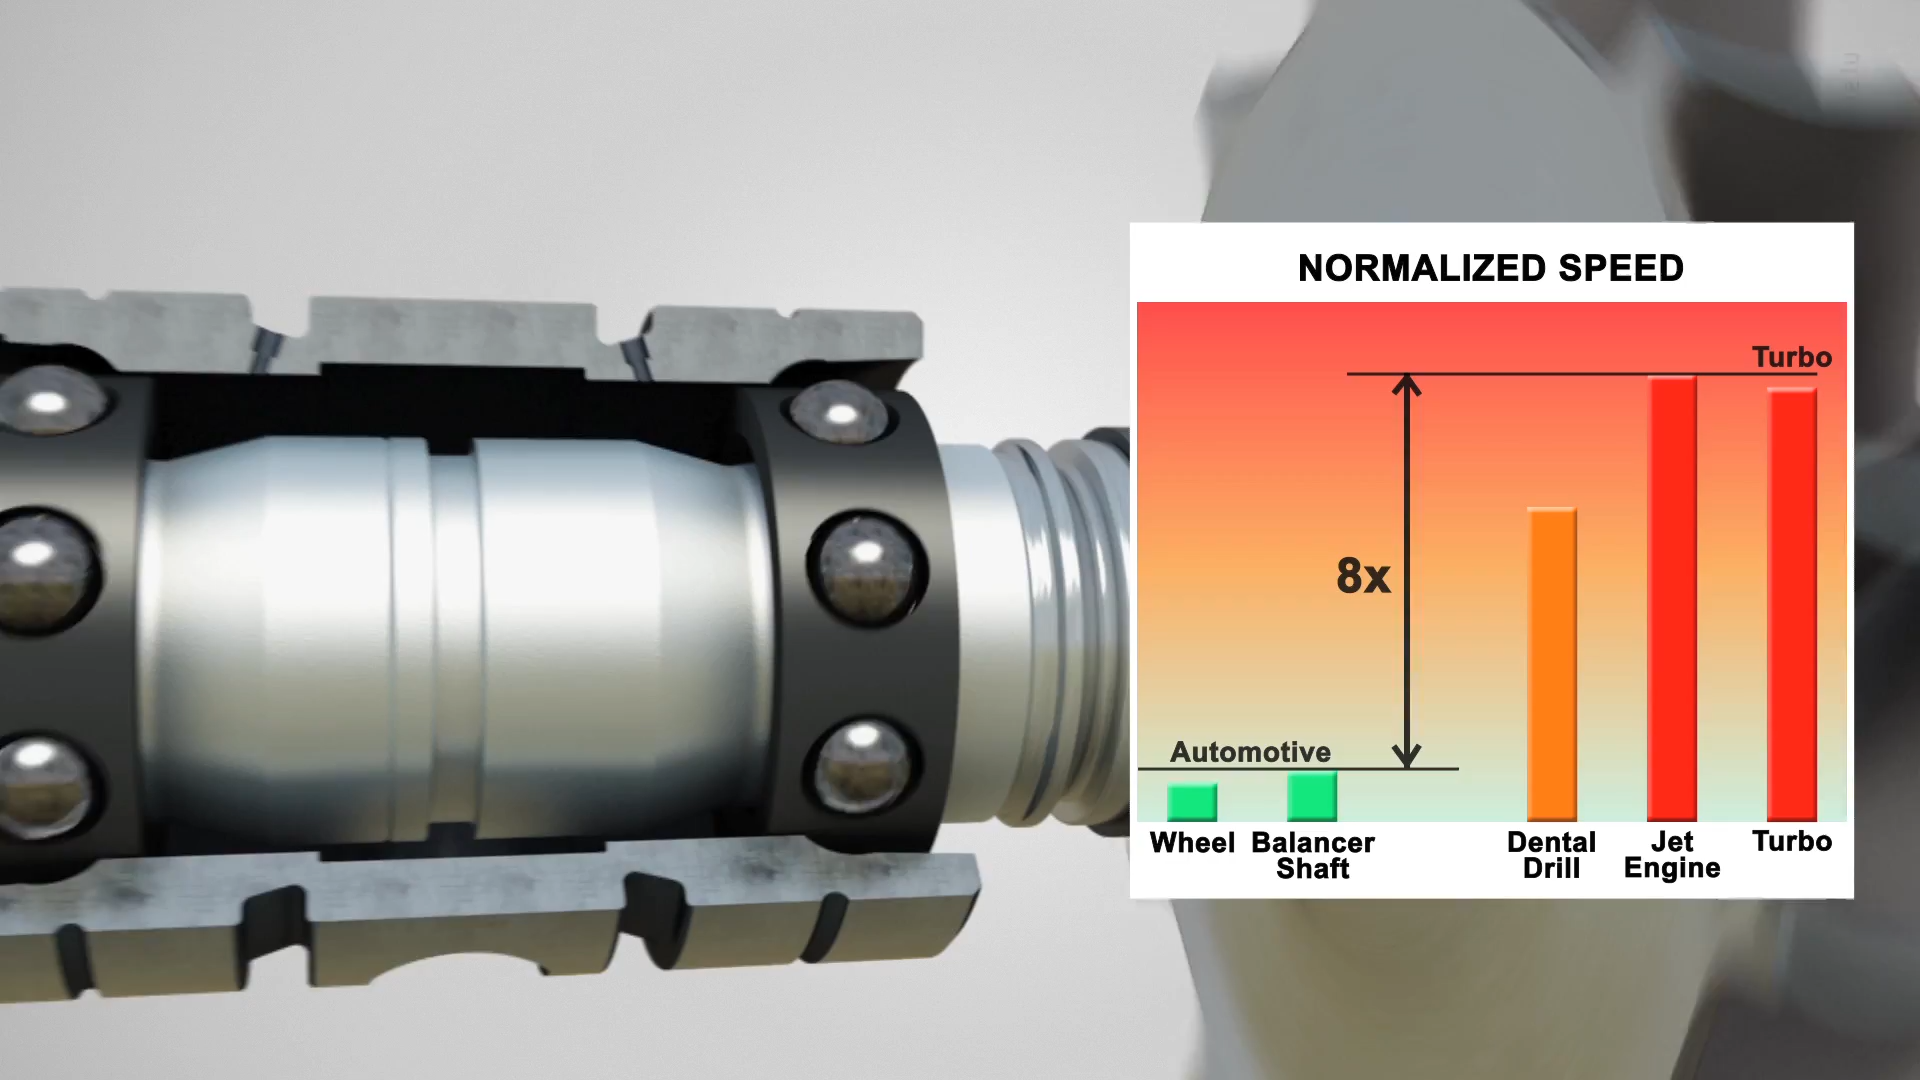 NORMALIZED SPEED
Turbo
8x
Automotive
Wheel
Balancer
Shaft
Dental
Drill
Jet
Engine
Turbo